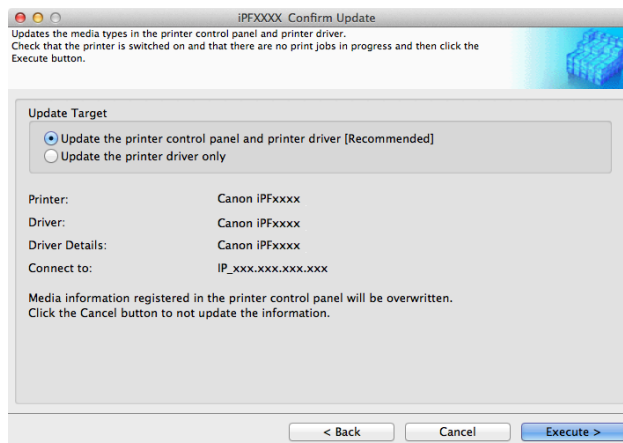 iPFXXXX Confirm Update
Updates the media types in the printer control panel and printer driver.
Check that the printer is switched on and that there are no print jobs in progress and then click the
Execute button.
Update Target
Update the printer control panel and printer driver [Recommended]
Update the printer driver only
Printer: Canon iPFxxxx
Driver: Canon iPFxxxx
Driver Details: Canon iPFxxxx
Connect to: IP_xxx.xxx.xxx.xxx
Media information registered in the printer control panel will be overwritten.
Click the Cancel button to not update the information.
< Back Cancel Execute >